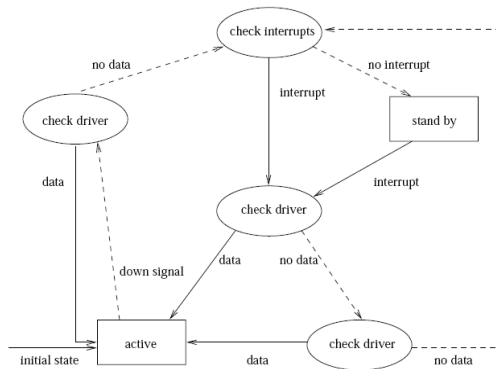 check interrupts
no data
no interrupt
interrupt
check driver
stand by
data
interrupt
check driver
data
no data
down signal
active
check driver
initial state
data
no data